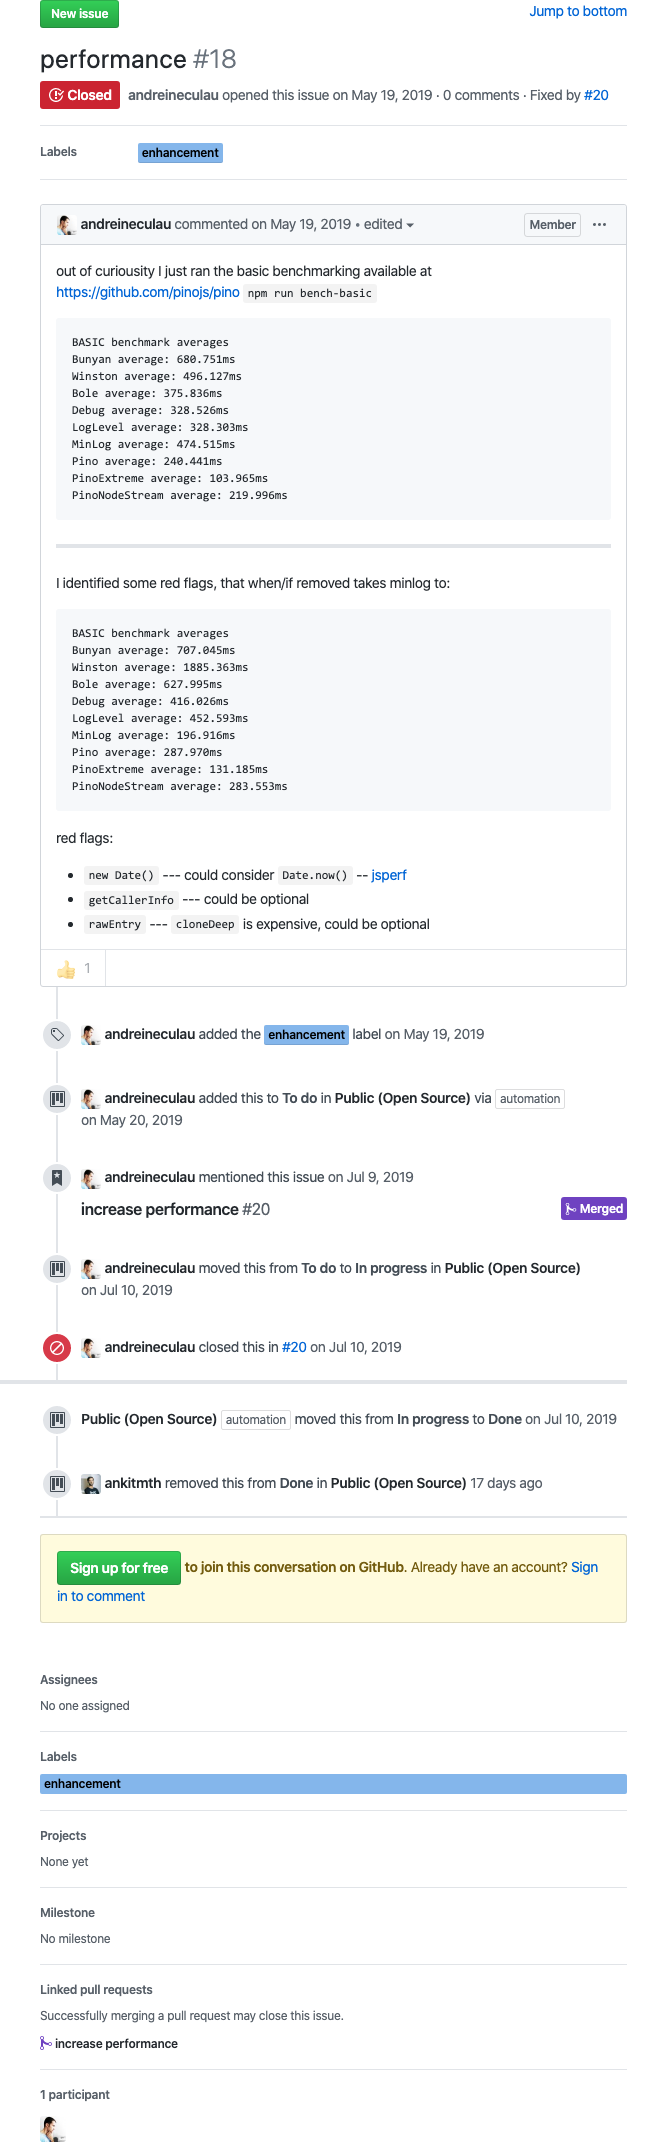 New issue
Jump to bottom
performance #18
Closed andreineculau opened this issue on May 19, 2019 · 0 comments · Fixed by #20
Labels enhancement
andreineculau commented on May 19, 2019 • edited
Member
out of curiousity I just ran the basic benchmarking available at
https://github.com/pinojs/pino npm run bench-basic
BASIC benchmark averages
Bunyan average: 680.751ms
Winston average: 496.127ms
Bole average: 375.836ms
Debug average: 328.526ms
LogLevel average: 328.303ms
MinLog average: 474.515ms
Pino average: 240.441ms
PinoExtreme average: 103.965ms
PinoNodeStream average: 219.996ms
I identified some red flags, that when/if removed takes minlog to:
BASIC benchmark averages
Bunyan average: 707.045ms
Winston average: 1885.363ms
Bole average: 627.995ms
Debug average: 416.026ms
LogLevel average: 452.593ms
MinLog average: 196.916ms
Pino average: 287.970ms
PinoExtreme average: 131.185ms
PinoNodeStream average: 283.553ms
red flags:
• new Date() --- could consider Date.now() -- jsperf
• getCallerInfo --- could be optional
• rawEntry --- cloneDeep is expensive, could be optional
👍 1
andreineculau added the enhancement label on May 19, 2019
andreineculau added this to To do in Public (Open Source) via automation
on May 20, 2019
andreineculau mentioned this issue on Jul 9, 2019
increase performance #20
Merged
andreineculau moved this from To do to In progress in Public (Open Source)
on Jul 10, 2019
andreineculau closed this in #20 on Jul 10, 2019
Public (Open Source) automation moved this from In progress to Done on Jul 10, 2019
ankitmth removed this from Done in Public (Open Source) 17 days ago
Sign up for free to join this conversation on GitHub. Already have an account? Sign
in to comment
Assignees
No one assigned
Labels
enhancement
Projects
None yet
Milestone
No milestone
Linked pull requests
Successfully merging a pull request may close this issue.
increase performance
1 participant